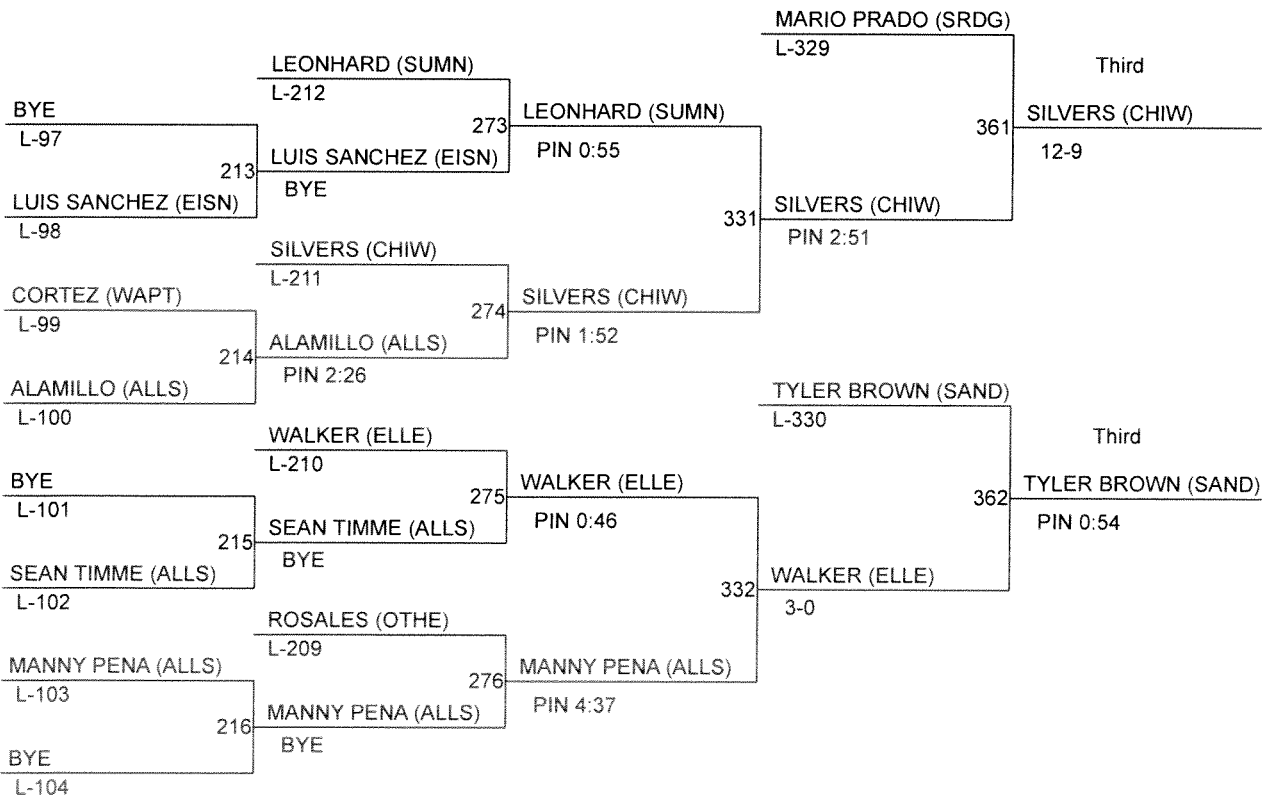 MARIO PRADO (SRDG)
L-329
Third
LEONHARD (SUMN)
L-212
BYE
L-97
273
LEONHARD (SUMN)
PIN 0:55
361
SILVERS (CHIW)
12-9
213
LUIS SANCHEZ (EISN)
BYE
LUIS SANCHEZ (EISN)
L-98
331
SILVERS (CHIW)
PIN 2:51
SILVERS (CHIW)
L-211
CORTEZ (WAPT)
L-99
274
SILVERS (CHIW)
PIN 1:52
214
ALAMILLO (ALLS)
PIN 2:26
ALAMILLO (ALLS)
L-100
TYLER BROWN (SAND)
L-330
Third
WALKER (ELLE)
L-210
BYE
L-101
275
WALKER (ELLE)
PIN 0:46
362
TYLER BROWN (SAND)
PIN 0:54
215
SEAN TIMME (ALLS)
BYE
SEAN TIMME (ALLS)
L-102
332
WALKER (ELLE)
3-0
ROSALES (OTHE)
L-209
MANNY PENA (ALLS)
L-103
276
MANNY PENA (ALLS)
PIN 4:37
216
MANNY PENA (ALLS)
BYE
BYE
L-104